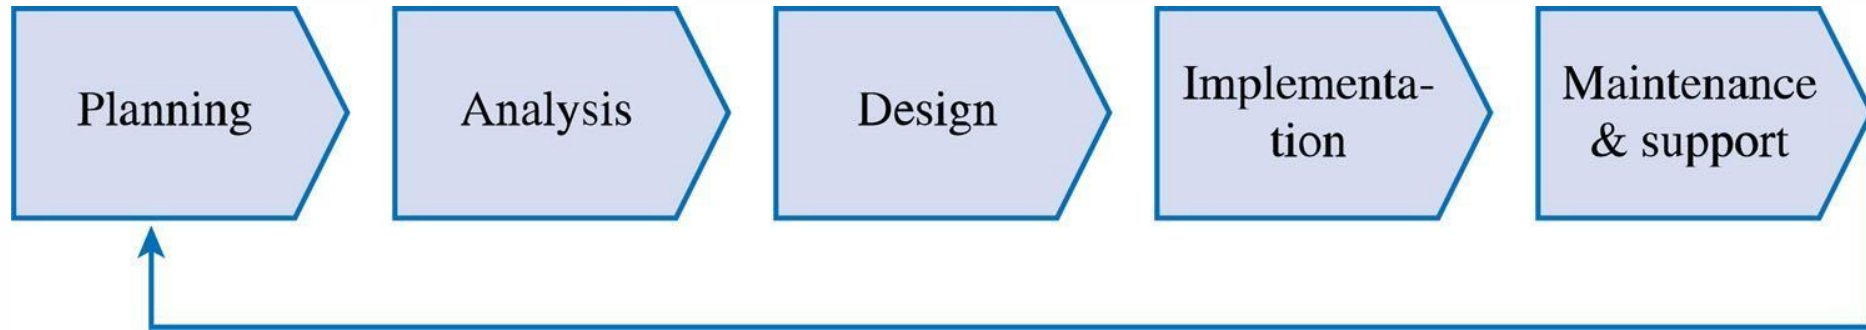 Planning
Analysis
Design
Implementa-
tion
Maintenance
& support